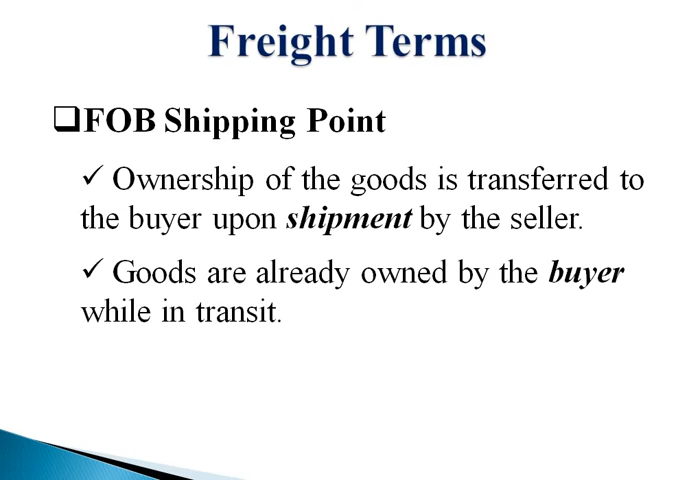 Freight Terms
❑FOB Shipping Point
✓ Ownership of the goods is transferred to
the buyer upon shipment by the seller.
✓ Goods are already owned by the buyer
while in transit.